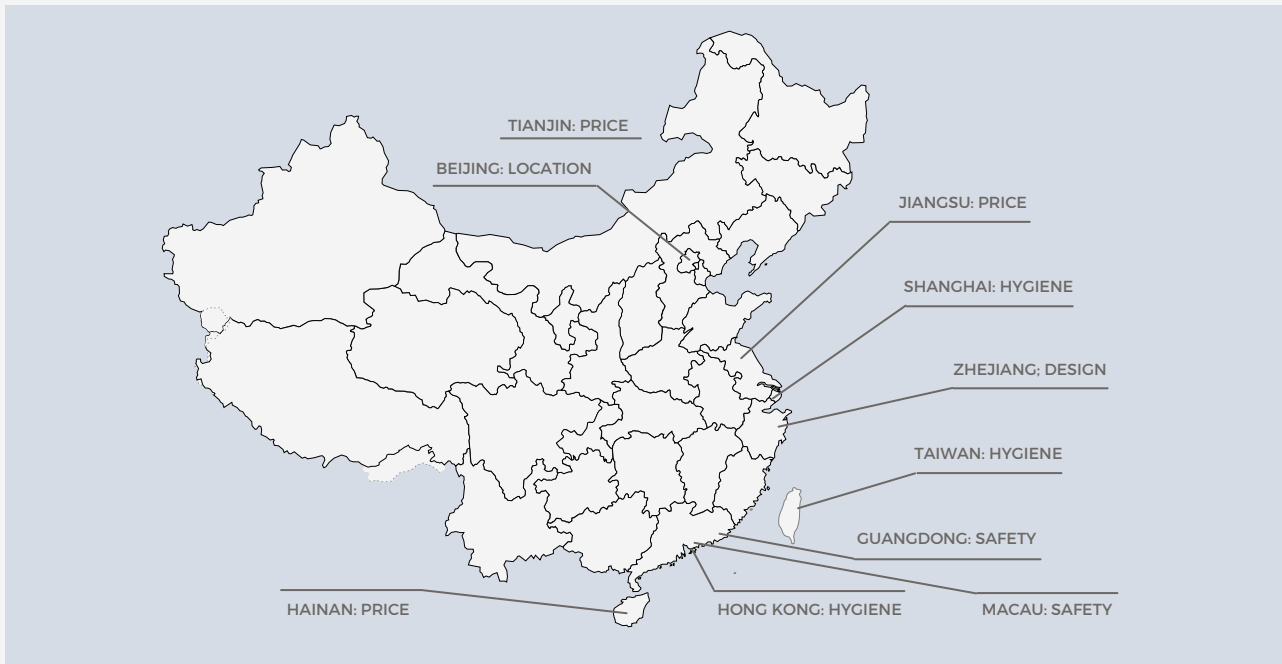 TIANJIN: PRICE
BEIJING: LOCATION
JIANGSU: PRICE
SHANGHAI: HYGIENE
ZHEJIANG; DESIGN
TAIWAN: HYGIENE
GUANGDONG: SAFETY
HAINAN: PRICE
HONG KONG: HYGIENE
MACAU: SAFETY